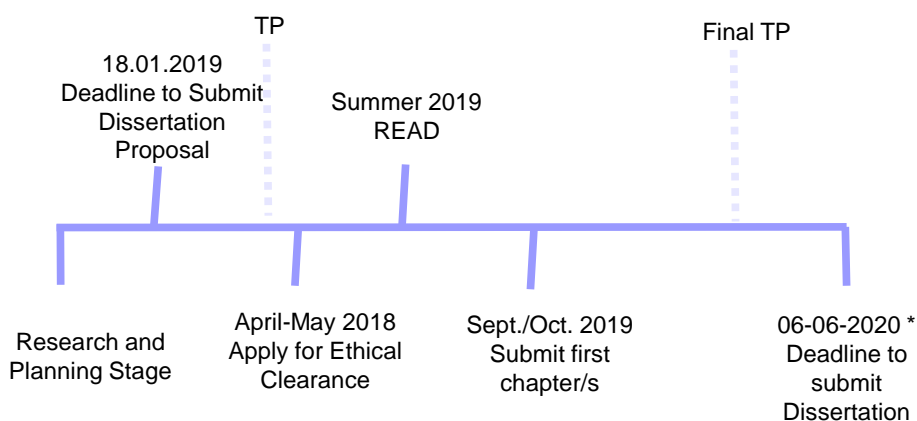 TP
Final TP
18.01.2019
Deadline to Submit
Dissertation
Proposal
Summer 2019
READ
Research and
Planning Stage
April-May 2018
Apply for Ethical
Clearance
Sept./Oct. 2019
Submit first
chapter/s
06-06-2020 *
Deadline to
submit
Dissertation